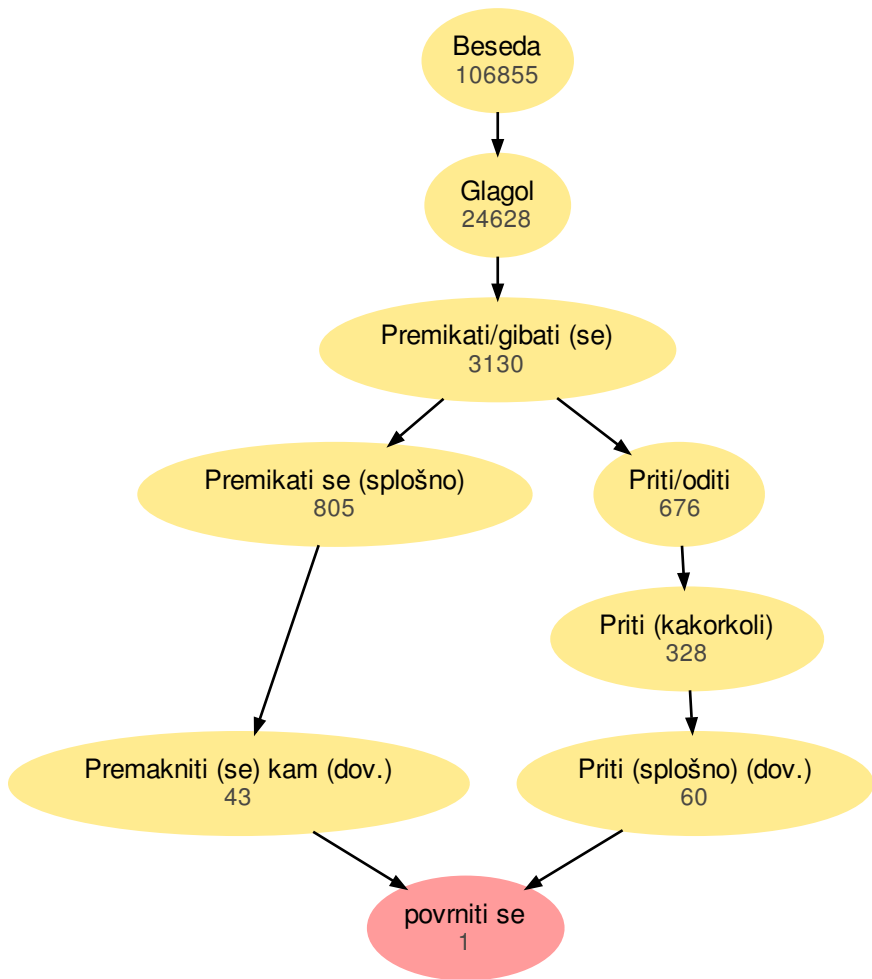 Beseda
106855
Glagol
24628
Premikati/gibati (se)
3130
Premikati se (splošno)
805
Priti/oditi
676
Priti (kakorkoli)
328
Premakniti (se) kam (dov.)
43
Priti (splošno) (dov.)
60
povrniti se
1